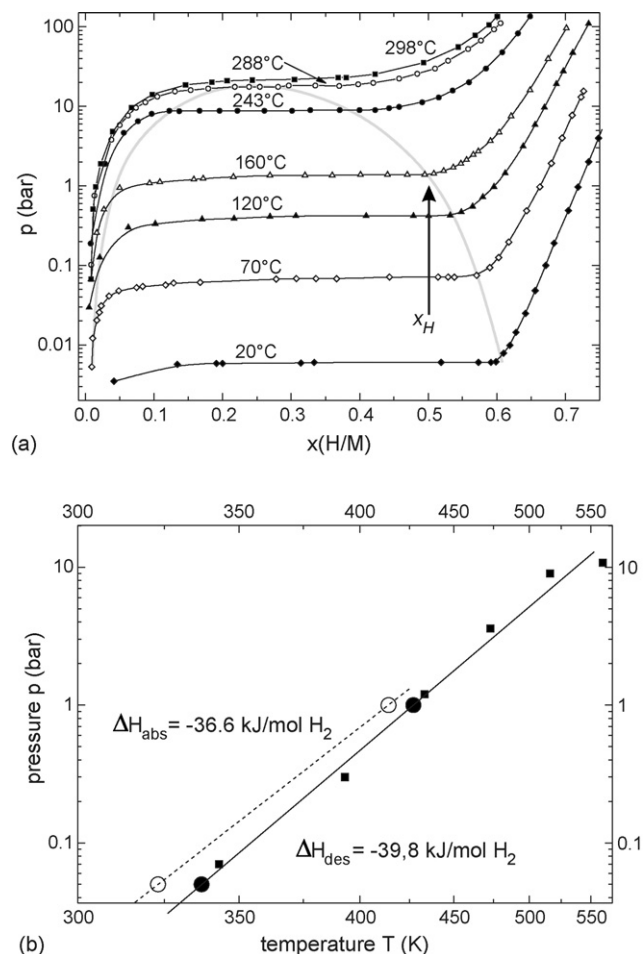 100
10
1
0.1
0.01
p (bar)
298°C
288°C
243°C
160°C
120°C
70°C
20°C
x_H
0.0 0.1 0.2 0.3 0.4 0.5 0.6 0.7
x(H/M)
(a)
300 350 400 450 500 550
10 10
1 1
0.1 0.1
pressure p (bar)
ΔH_abs= -36.6 kJ/mol H₂
ΔH_des= -39,8 kJ/mol H₂
300 350 400 450 500 550
temperature T (K)
(b)